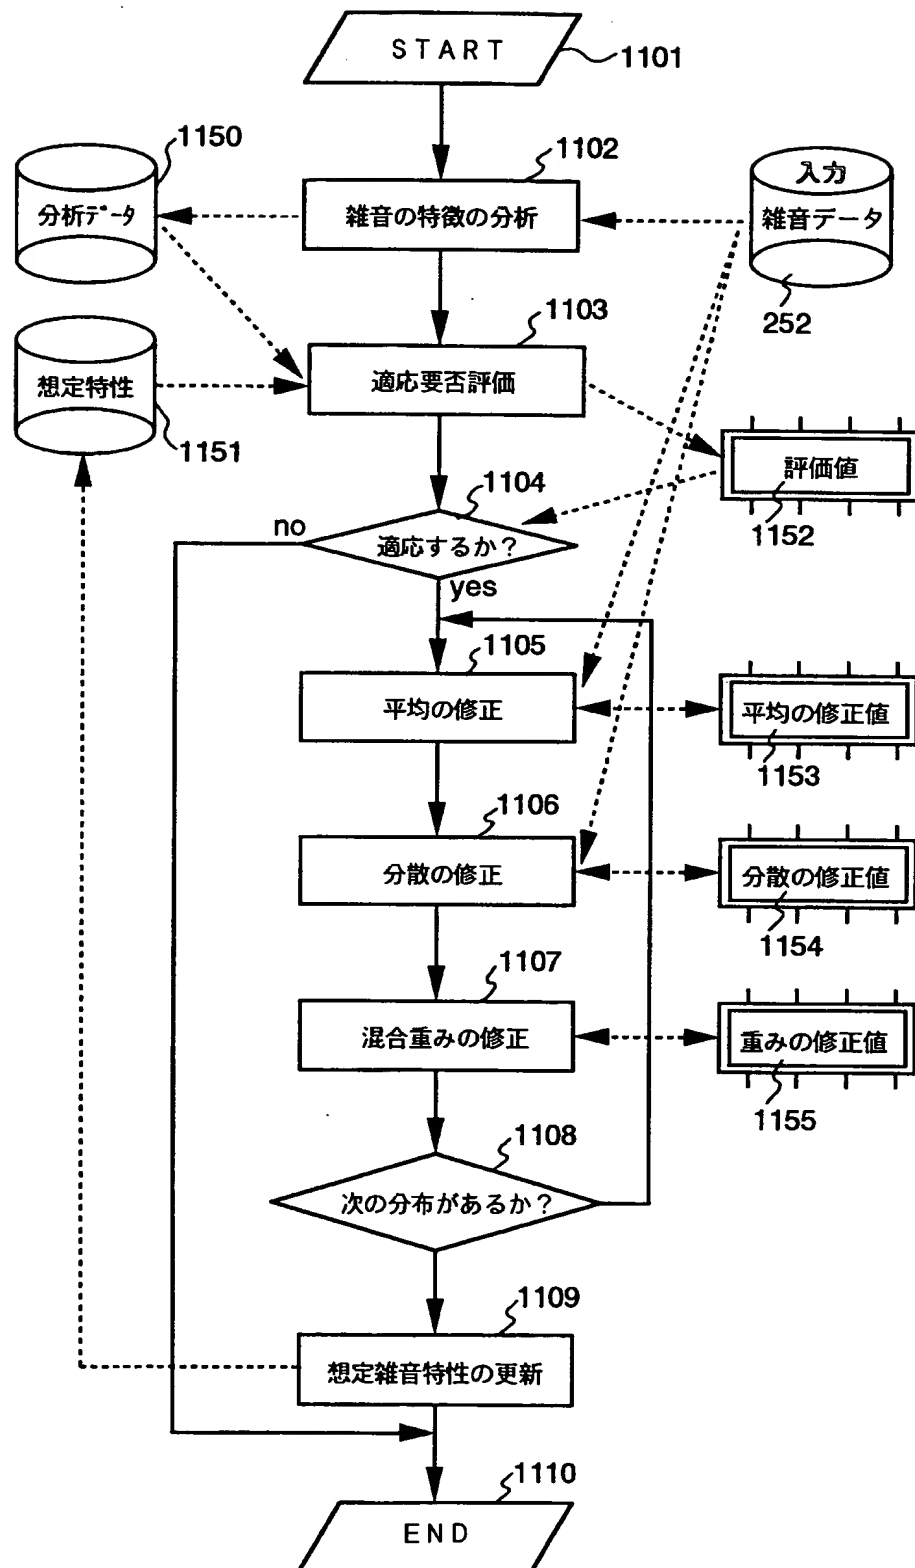 START
1101
1150
分析データ
1102
雑音の特徴の分析
入力
雑音データ
252
1103
適応要否評価
想定特性
1151
評価値
1152
1104
no
適応するか?
yes
1105
平均の修正
平均の修正値
1153
1106
分散の修正
分散の修正値
1154
1107
混合重みの修正
重みの修正値
1155
1108
次の分布があるか?
1109
想定雑音特性の更新
1110
END